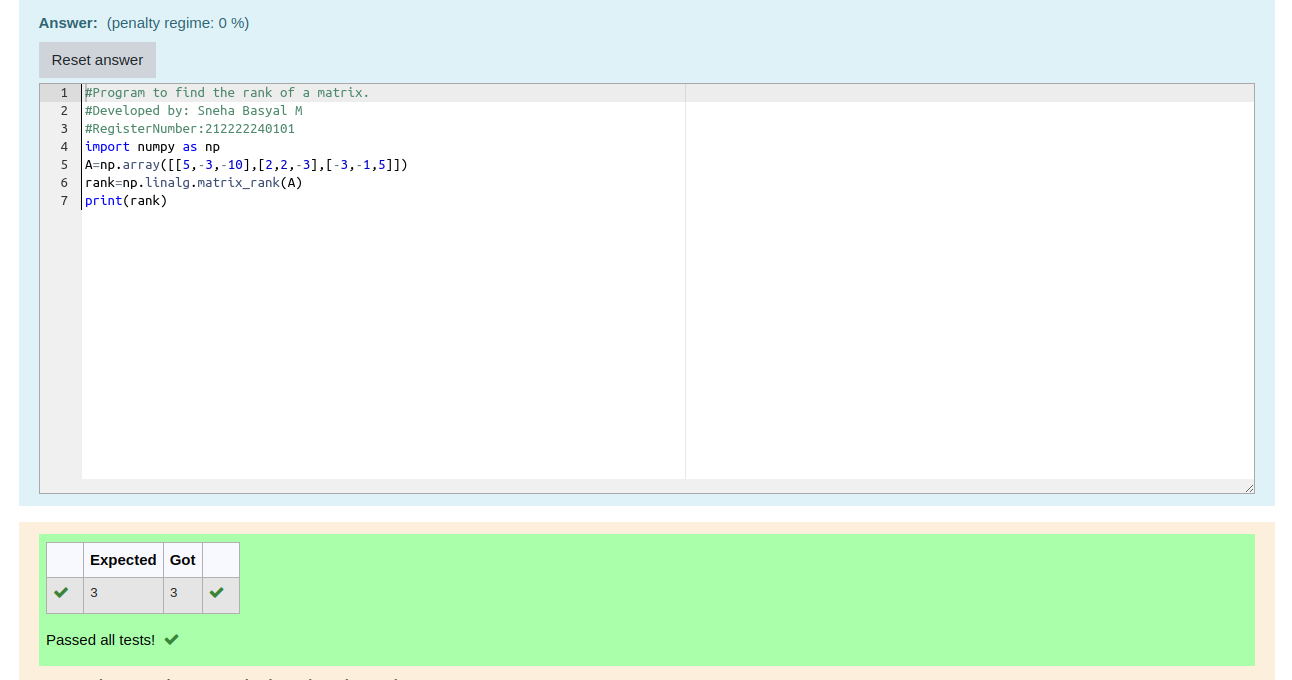 Answer: (penalty regime: 0 %)
Reset answer
1 #Program to find the rank of a matrix.
2 #Developed by: Sneha Basyal M
3 #RegisterNumber:212222240101
4 import numpy as np
5 A=np.array([[5,-3,-10],[2,2,-3],[-3,-1,5]])
6 rank=np.linalg.matrix_rank(A)
7 print(rank)
Expected Got
3 3
Passed all tests!